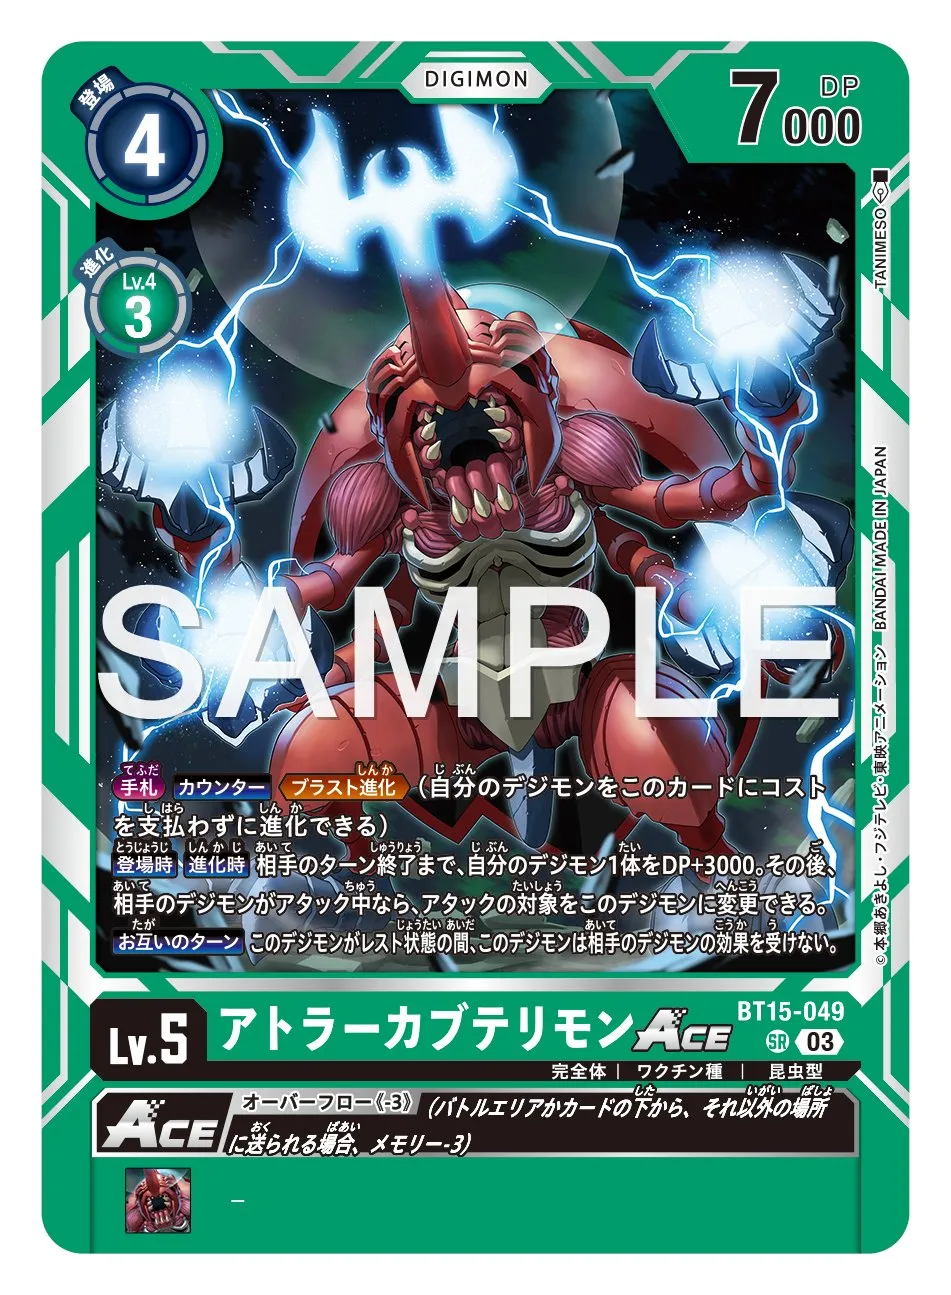 DIGIMON
登場
4
7000
DP
進化
Lv.4
3
TANIMESO
BANDAI MADE IN JAPAN
©本郷あきよし・フジテレビ・東映アニメーション
SAMPLE
手札 カウンター ブラスト進化 (自分のデジモンをこのカードにコスト
を支払わずに進化できる)
登場時 進化時 相手のターン終了まで、自分のデジモン1体をDP+3000。その後、
相手のデジモンがアタック中なら、アタックの対象をこのデジモンに変更できる。
お互いのターン このデジモンがレスト状態の間、このデジモンは相手のデジモンの効果を受けない。
Lv.5
アトラーカブテリモンACE
BT15-049
SR 03
完全体 | ワクチン種 | 昆虫型
ACE
オーバーフロー《-3》 (バトルエリアかカードの下から、それ以外の場所
に送られる場合、メモリー-3)
–